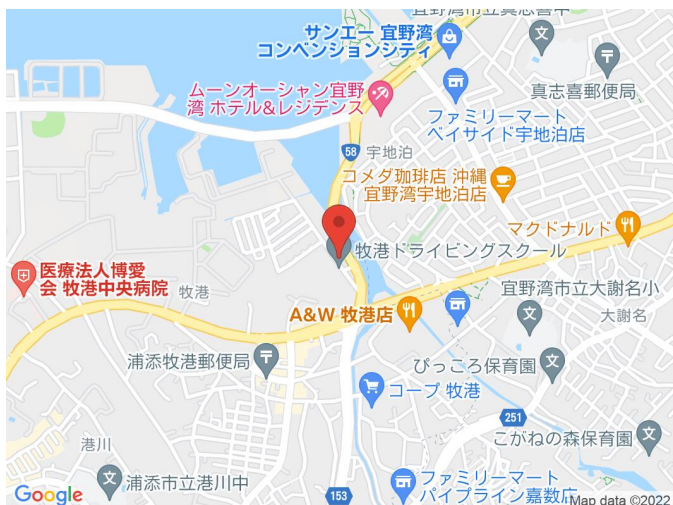 宜野湾市立真志喜中
サンエー 宜野湾
コンベンションシティ
真志喜郵便局
ムーンオーシャン宜野
湾 ホテル&レジデンス
ファミリーマート
ベイサイド宇地泊店
58
宇地泊
コメダ珈琲店 沖縄
宜野湾宇地泊店
マクドナルド
牧港ドライビングスクール
医療法人博愛
会 牧港中央病院
牧港
宜野湾市立大謝名小
大謝名
A&W 牧港店
浦添牧港郵便局
ぴっころ保育園
コープ 牧港
251
こがねの森保育園
港川
浦添市立港川中
ファミリーマート
パイプライン嘉数店
153
Google
Map data ©2022